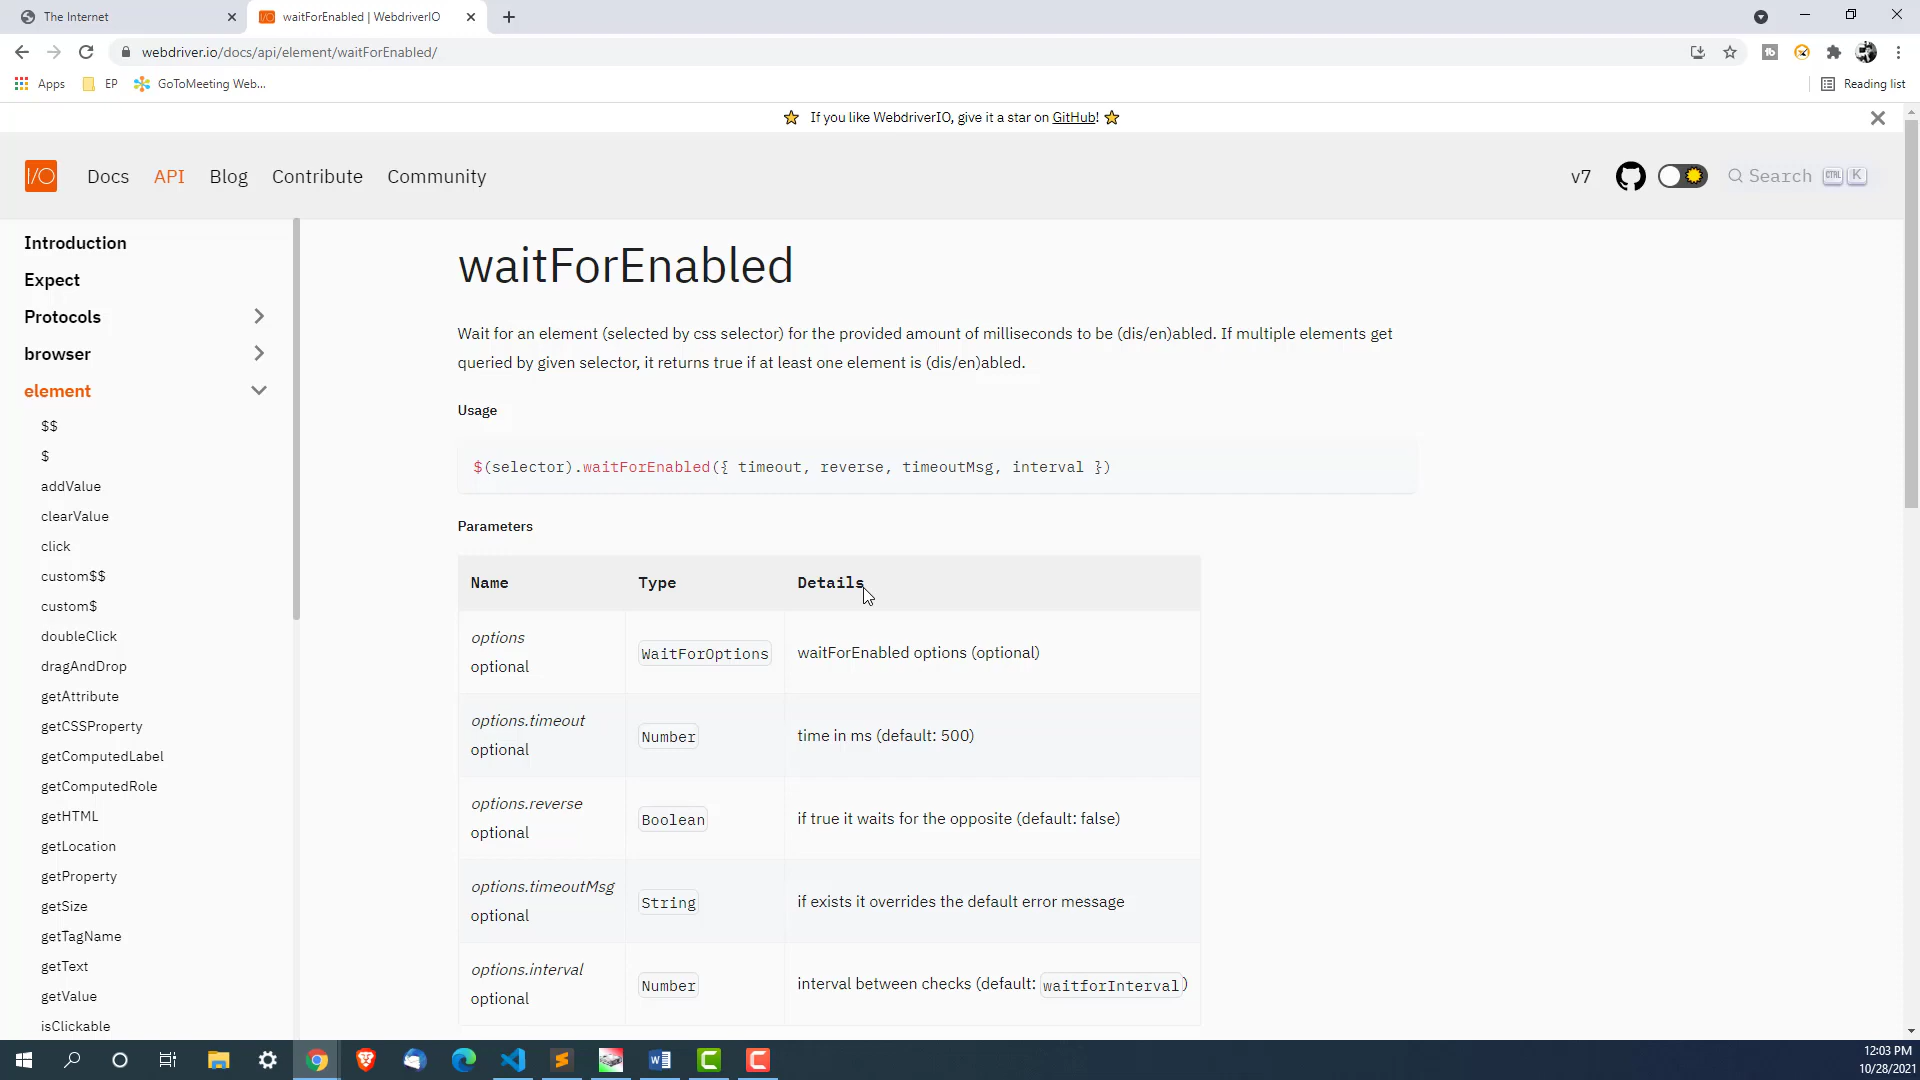 The Internet
waitForEnabled | WebdriverIO
webdriver.io/docs/api/element/waitForEnabled/
Apps
EP
GoToMeeting Web...
Reading list
If you like WebdriverIO, give it a star on GitHub!
I/O
Docs
API
Blog
Contribute
Community
v7
Search
CTRL
K
Introduction
Expect
Protocols
browser
element
$$
$
addValue
clearValue
click
custom$$
custom$
doubleClick
dragAndDrop
getAttribute
getCSSProperty
getComputedLabel
getComputedRole
getHTML
getLocation
getProperty
getSize
getTagName
getText
getValue
isClickable
waitForEnabled
Wait for an element (selected by css selector) for the provided amount of milliseconds to be (dis/en)abled. If multiple elements get
queried by given selector, it returns true if at least one element is (dis/en)abled.
Usage
$(selector).waitForEnabled({ timeout, reverse, timeoutMsg, interval })
Parameters
Name Type Details
options
optional
WaitForOptions
waitForEnabled options (optional)
options.timeout
optional
Number
time in ms (default: 500)
options.reverse
optional
Boolean
if true it waits for the opposite (default: false)
options.timeoutMsg
optional
String
if exists it overrides the default error message
options.interval
optional
Number
interval between checks (default: waitforInterval)
12:03 PM
10/28/2021